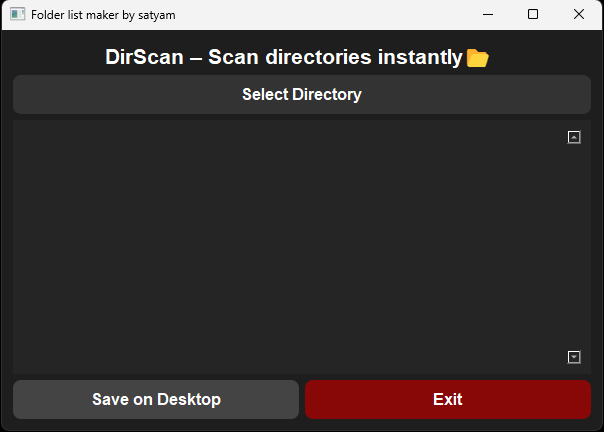 Folder list maker by satyam
DirScan – Scan directories instantly📂
Select Directory
Save on Desktop
Exit